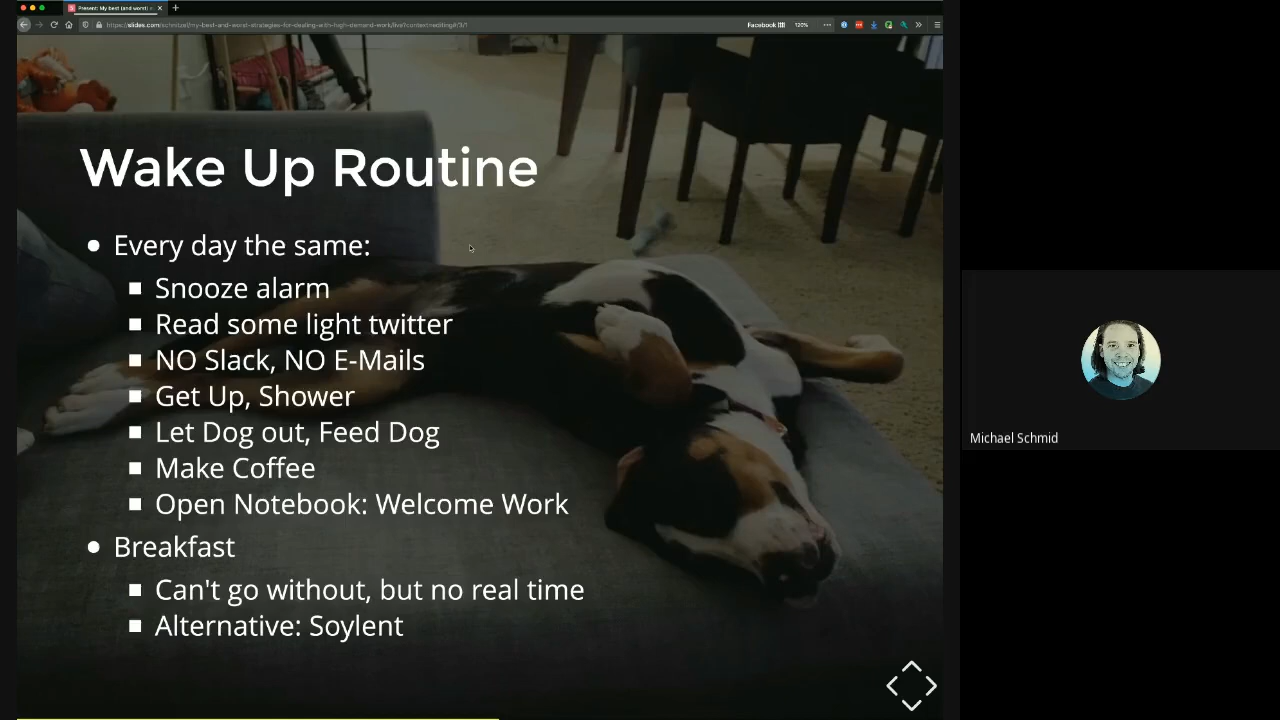 Present: My best (and worst)
https://slides.com/schnitzel/my-best-and-worst-strategies-for-dealing-with-high-demand-work/live?context=editing#/3/1
Facebook
120%
Wake Up Routine
Every day the same:
Snooze alarm
Read some light twitter
NO Slack, NO E-Mails
Get Up, Shower
Let Dog out, Feed Dog
Make Coffee
Open Notebook: Welcome Work
Breakfast
Can't go without, but no real time
Alternative: Soylent
Michael Schmid